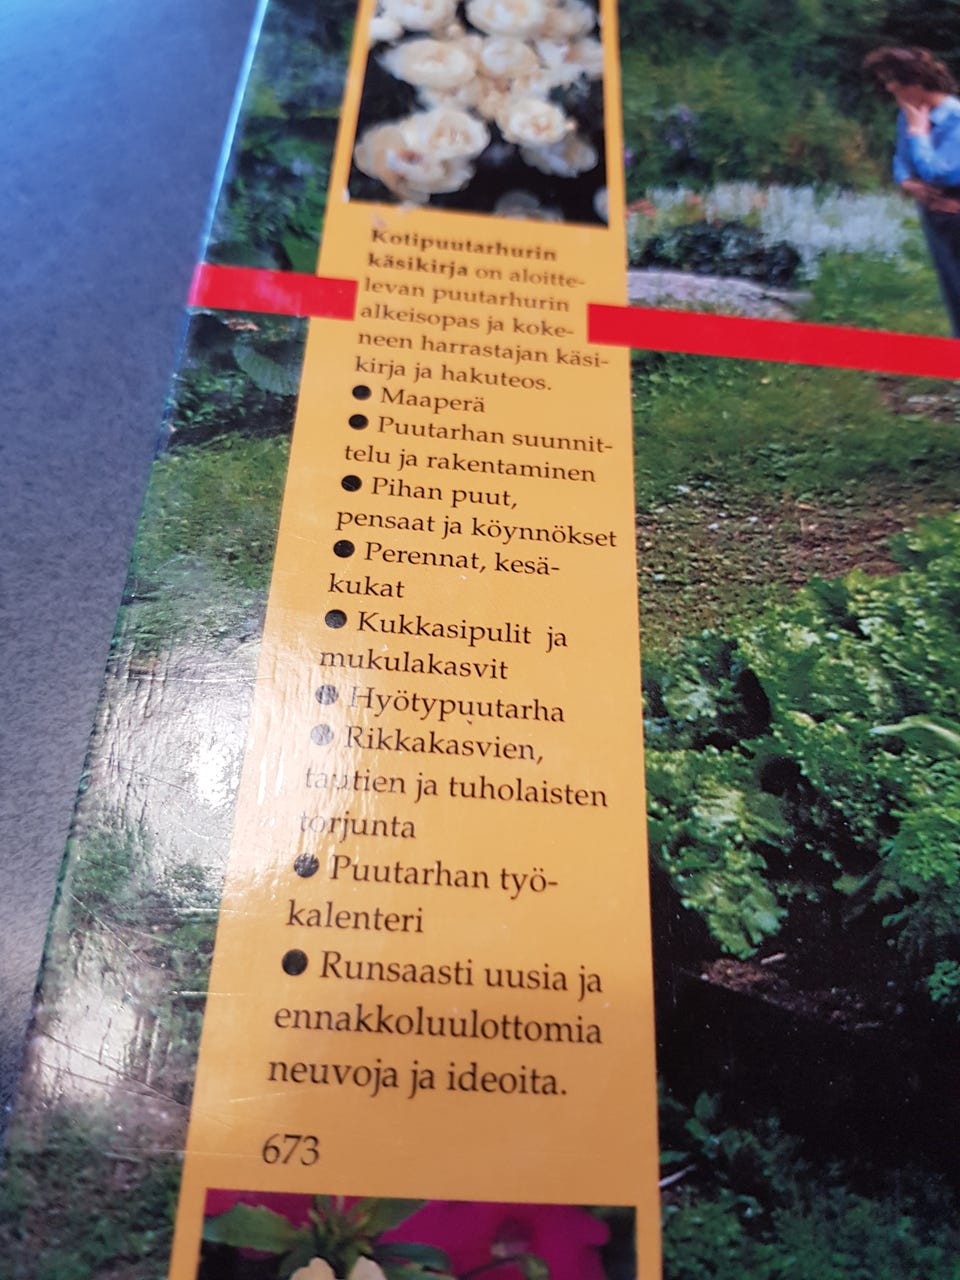 Kotipuutarhurin
käsikirja on aloitte-
levan puutarhurin
alkeisopas ja koke-
neen harrastajan käsi-
kirja ja hakuteos.
● Maaperä
● Puutarhan suunnit-
telu ja rakentaminen
● Pihan puut,
pensaat ja köynnökset
● Perennat, kesä-
kukat
● Kukkasipulit ja
mukulakasvit
● Hyötypuutarha
● Rikkakasvien,
tautien ja tuholaisten
torjunta
● Puutarhan työ-
kalenteri
● Runsaasti uusia ja
ennakkoluulottomia
neuvoja ja ideoita.
673